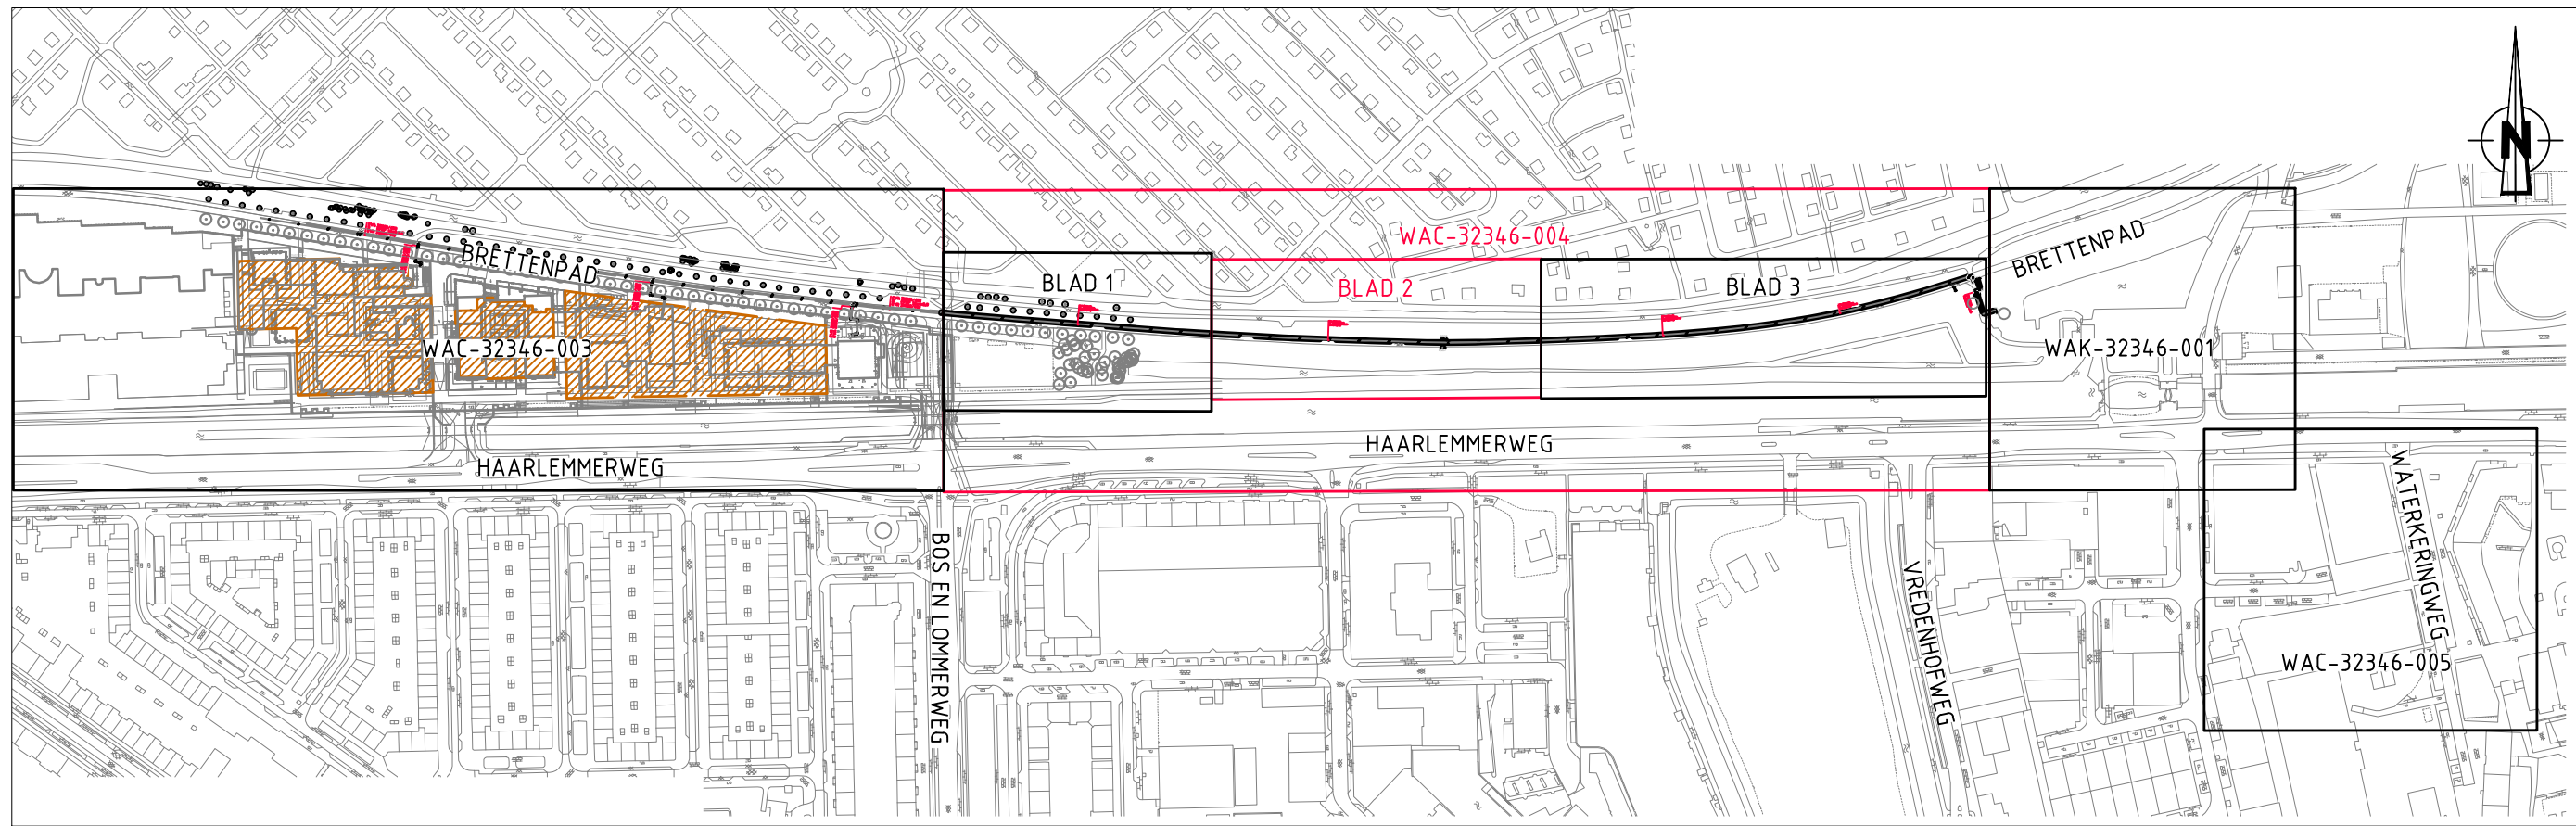 N
WAC-32346-004
BRETTENPAD
BRETTENPAD
BLAD 1
BLAD 2
BLAD 3
WAC-32346-003
WAK-32346-001
HAARLEMMERWEG
HAARLEMMERWEG
BOS EN LOMMERWEG
VREDENHOFWEG
WATERKERINGWEG
WAC-32346-005